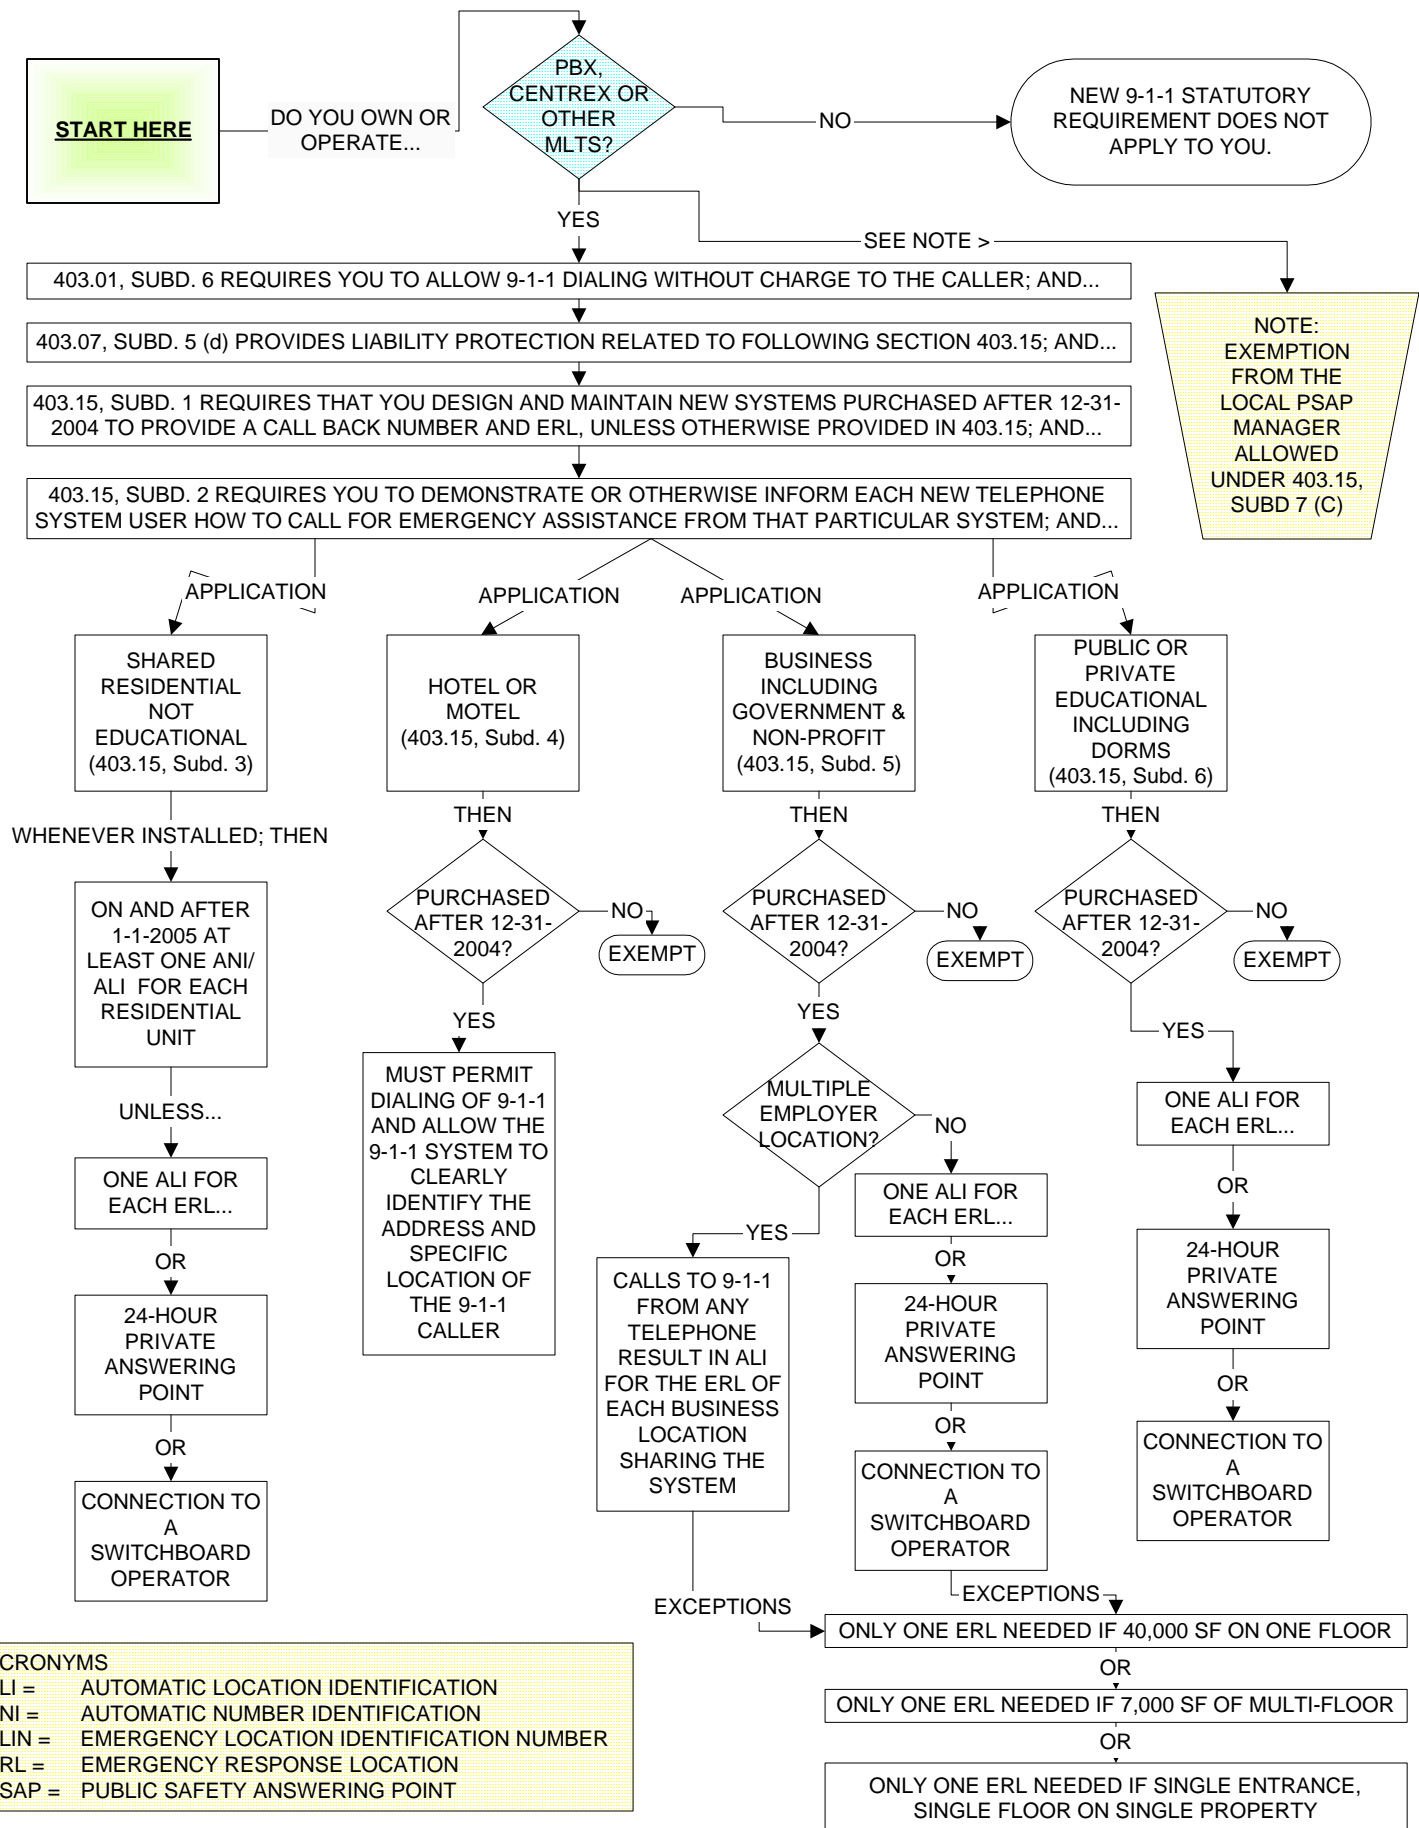 START HERE
DO YOU OWN OR
OPERATE...
PBX,
CENTREX OR
OTHER
MLTS?
NO
NEW 9-1-1 STATUTORY
REQUIREMENT DOES NOT
APPLY TO YOU.
YES
SEE NOTE >
403.01, SUBD. 6 REQUIRES YOU TO ALLOW 9-1-1 DIALING WITHOUT CHARGE TO THE CALLER; AND...
403.07, SUBD. 5 (d) PROVIDES LIABILITY PROTECTION RELATED TO FOLLOWING SECTION 403.15; AND...
403.15, SUBD. 1 REQUIRES THAT YOU DESIGN AND MAINTAIN NEW SYSTEMS PURCHASED AFTER 12-31-
2004 TO PROVIDE A CALL BACK NUMBER AND ERL, UNLESS OTHERWISE PROVIDED IN 403.15; AND...
403.15, SUBD. 2 REQUIRES YOU TO DEMONSTRATE OR OTHERWISE INFORM EACH NEW TELEPHONE
SYSTEM USER HOW TO CALL FOR EMERGENCY ASSISTANCE FROM THAT PARTICULAR SYSTEM; AND...
NOTE:
EXEMPTION
FROM THE
LOCAL PSAP
MANAGER
ALLOWED
UNDER 403.15,
SUBD 7 (C)
APPLICATION
SHARED
RESIDENTIAL
NOT
EDUCATIONAL
(403.15, Subd. 3)
WHENEVER INSTALLED; THEN
ON AND AFTER
1-1-2005 AT
LEAST ONE ANI/
ALI FOR EACH
RESIDENTIAL
UNIT
UNLESS...
ONE ALI FOR
EACH ERL...
OR
24-HOUR
PRIVATE
ANSWERING
POINT
OR
CONNECTION TO
A
SWITCHBOARD
OPERATOR
APPLICATION
HOTEL OR
MOTEL
(403.15, Subd. 4)
THEN
PURCHASED
AFTER 12-31-
2004?
NO
EXEMPT
YES
MUST PERMIT
DIALING OF 9-1-1
AND ALLOW THE
9-1-1 SYSTEM TO
CLEARLY
IDENTIFY THE
ADDRESS AND
SPECIFIC
LOCATION OF
THE 9-1-1
CALLER
APPLICATION
BUSINESS
INCLUDING
GOVERNMENT &
NON-PROFIT
(403.15, Subd. 5)
THEN
PURCHASED
AFTER 12-31-
2004?
NO
EXEMPT
YES
MULTIPLE
EMPLOYER
LOCATION?
YES
CALLS TO 9-1-1
FROM ANY
TELEPHONE
RESULT IN ALI
FOR THE ERL OF
EACH BUSINESS
LOCATION
SHARING THE
SYSTEM
NO
ONE ALI FOR
EACH ERL...
OR
24-HOUR
PRIVATE
ANSWERING
POINT
OR
CONNECTION TO
A
SWITCHBOARD
OPERATOR
APPLICATION
PUBLIC OR
PRIVATE
EDUCATIONAL
INCLUDING
DORMS
(403.15, Subd. 6)
THEN
PURCHASED
AFTER 12-31-
2004?
NO
EXEMPT
YES
ONE ALI FOR
EACH ERL...
OR
24-HOUR
PRIVATE
ANSWERING
POINT
OR
CONNECTION TO
A
SWITCHBOARD
OPERATOR
EXCEPTIONS
EXCEPTIONS
ONLY ONE ERL NEEDED IF 40,000 SF ON ONE FLOOR
OR
ONLY ONE ERL NEEDED IF 7,000 SF OF MULTI-FLOOR
OR
ONLY ONE ERL NEEDED IF SINGLE ENTRANCE,
SINGLE FLOOR ON SINGLE PROPERTY
CRONYMS
LI = AUTOMATIC LOCATION IDENTIFICATION
NI = AUTOMATIC NUMBER IDENTIFICATION
LIN = EMERGENCY LOCATION IDENTIFICATION NUMBER
RL = EMERGENCY RESPONSE LOCATION
SAP = PUBLIC SAFETY ANSWERING POINT